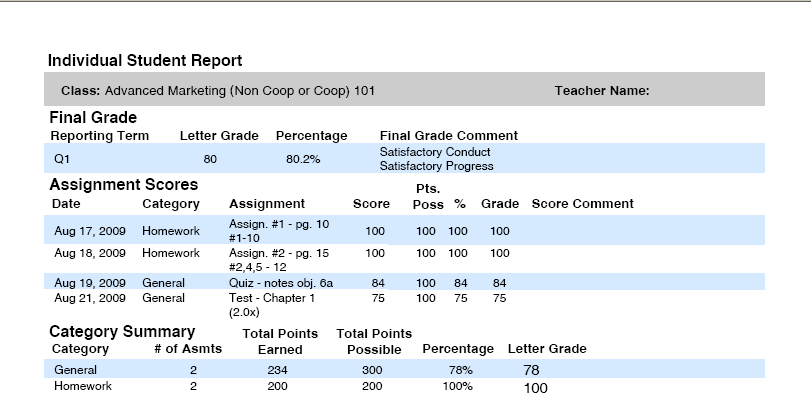 Individual Student Report
Class: Advanced Marketing (Non Coop or Coop) 101 Teacher Name:
Final Grade
Reporting Term Letter Grade Percentage Final Grade Comment
Q1 80 80.2% Satisfactory Conduct
Satisfactory Progress
Assignment Scores
Pts.
Date Category Assignment Score Poss % Grade Score Comment
Aug 17, 2009 Homework Assign. #1 - pg. 10 100 100 100 100
#1-10
Aug 18, 2009 Homework Assign. #2 - pg. 15 100 100 100 100
#2,4,5 - 12
Aug 19, 2009 General Quiz - notes obj. 6a 84 100 84 84
Aug 21, 2009 General Test - Chapter 1 75 100 75 75
(2.0x)
Category Summary Total Points Total Points
Category # of Asmts Earned Possible Percentage Letter Grade
General 2 234 300 78% 78
Homework 2 200 200 100% 100